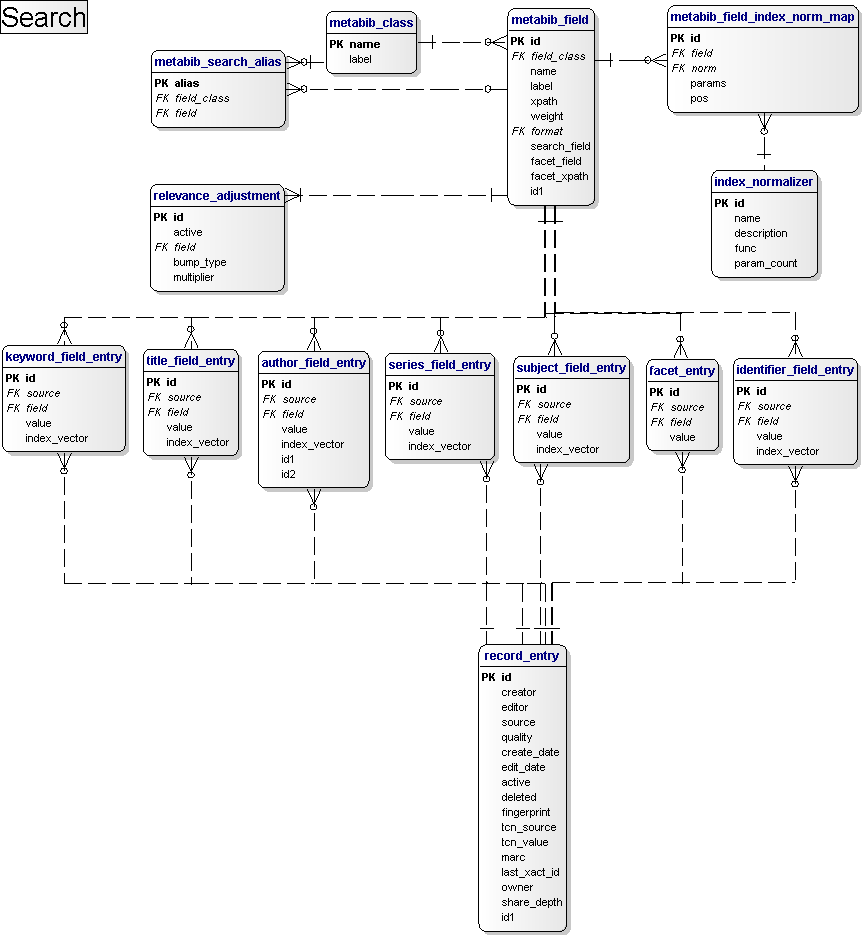 Search
metabib_class
PK name
label
metabib_field
PK id
FK field_class
name
label
xpath
weight
FK format
search_field
facet_field
facet_xpath
id1
metabib_field_index_norm_map
PK id
FK field
FK norm
params
pos
metabib_search_alias
PK alias
FK field_class
FK field
relevance_adjustment
PK id
active
FK field
bump_type
multiplier
index_normalizer
PK id
name
description
func
param_count
keyword_field_entry
PK id
FK source
FK field
value
index_vector
title_field_entry
PK id
FK source
FK field
value
index_vector
author_field_entry
PK id
FK source
FK field
value
index_vector
id1
id2
series_field_entry
PK id
FK source
FK field
value
index_vector
subject_field_entry
PK id
FK source
FK field
value
index_vector
facet_entry
PK id
FK source
FK field
value
identifier_field_entry
PK id
FK source
FK field
value
index_vector
record_entry
PK id
creator
editor
source
quality
create_date
edit_date
active
deleted
fingerprint
tcn_source
tcn_value
marc
last_xact_id
owner
share_depth
id1